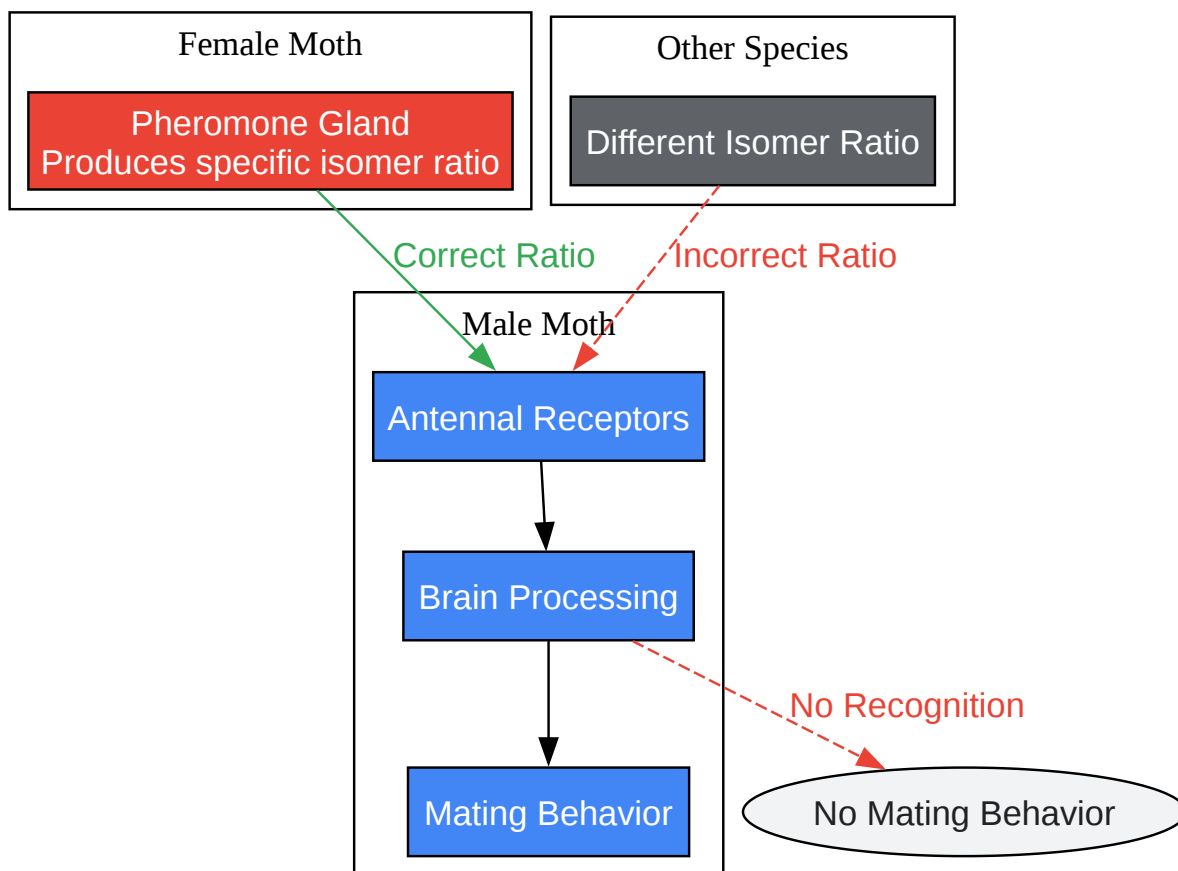 Female Moth
Other Species
Pheromone Gland
Produces specific isomer ratio
Different Isomer Ratio
Correct Ratio
Incorrect Ratio
Male Moth
Antennal Receptors
Brain Processing
No Recognition
Mating Behavior
No Mating Behavior